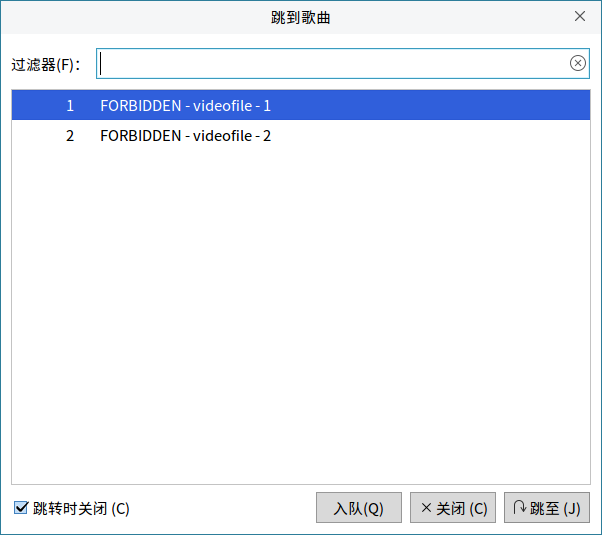 跳到歌曲
过滤器(F)：
1 FORBIDDEN - videofile - 1
2 FORBIDDEN - videofile - 2
跳转时关闭 (C) 入队(Q) 关闭 (C) 跳至 (J)